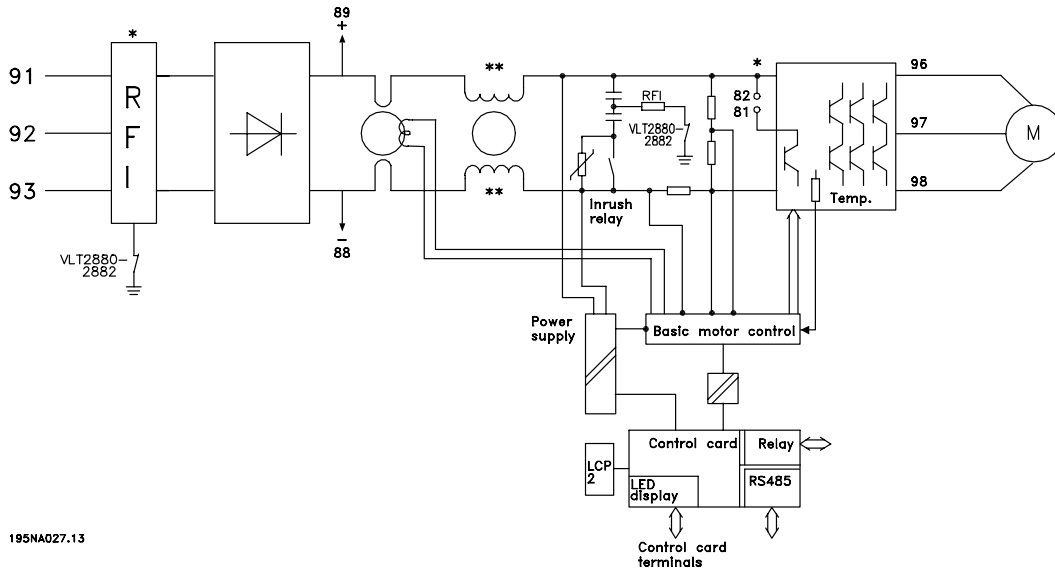 89
+
*
91
92
93
R
F
I
VLT2880-
2882
−
88
**
**
RFI
VLT2880-
2882
Inrush
relay
*
82
81
Temp.
96
97
98
M
Power
supply
Basic motor control
Control card
Relay
LCP
2
LED
display
RS485
Control card
terminals
195NA027.13